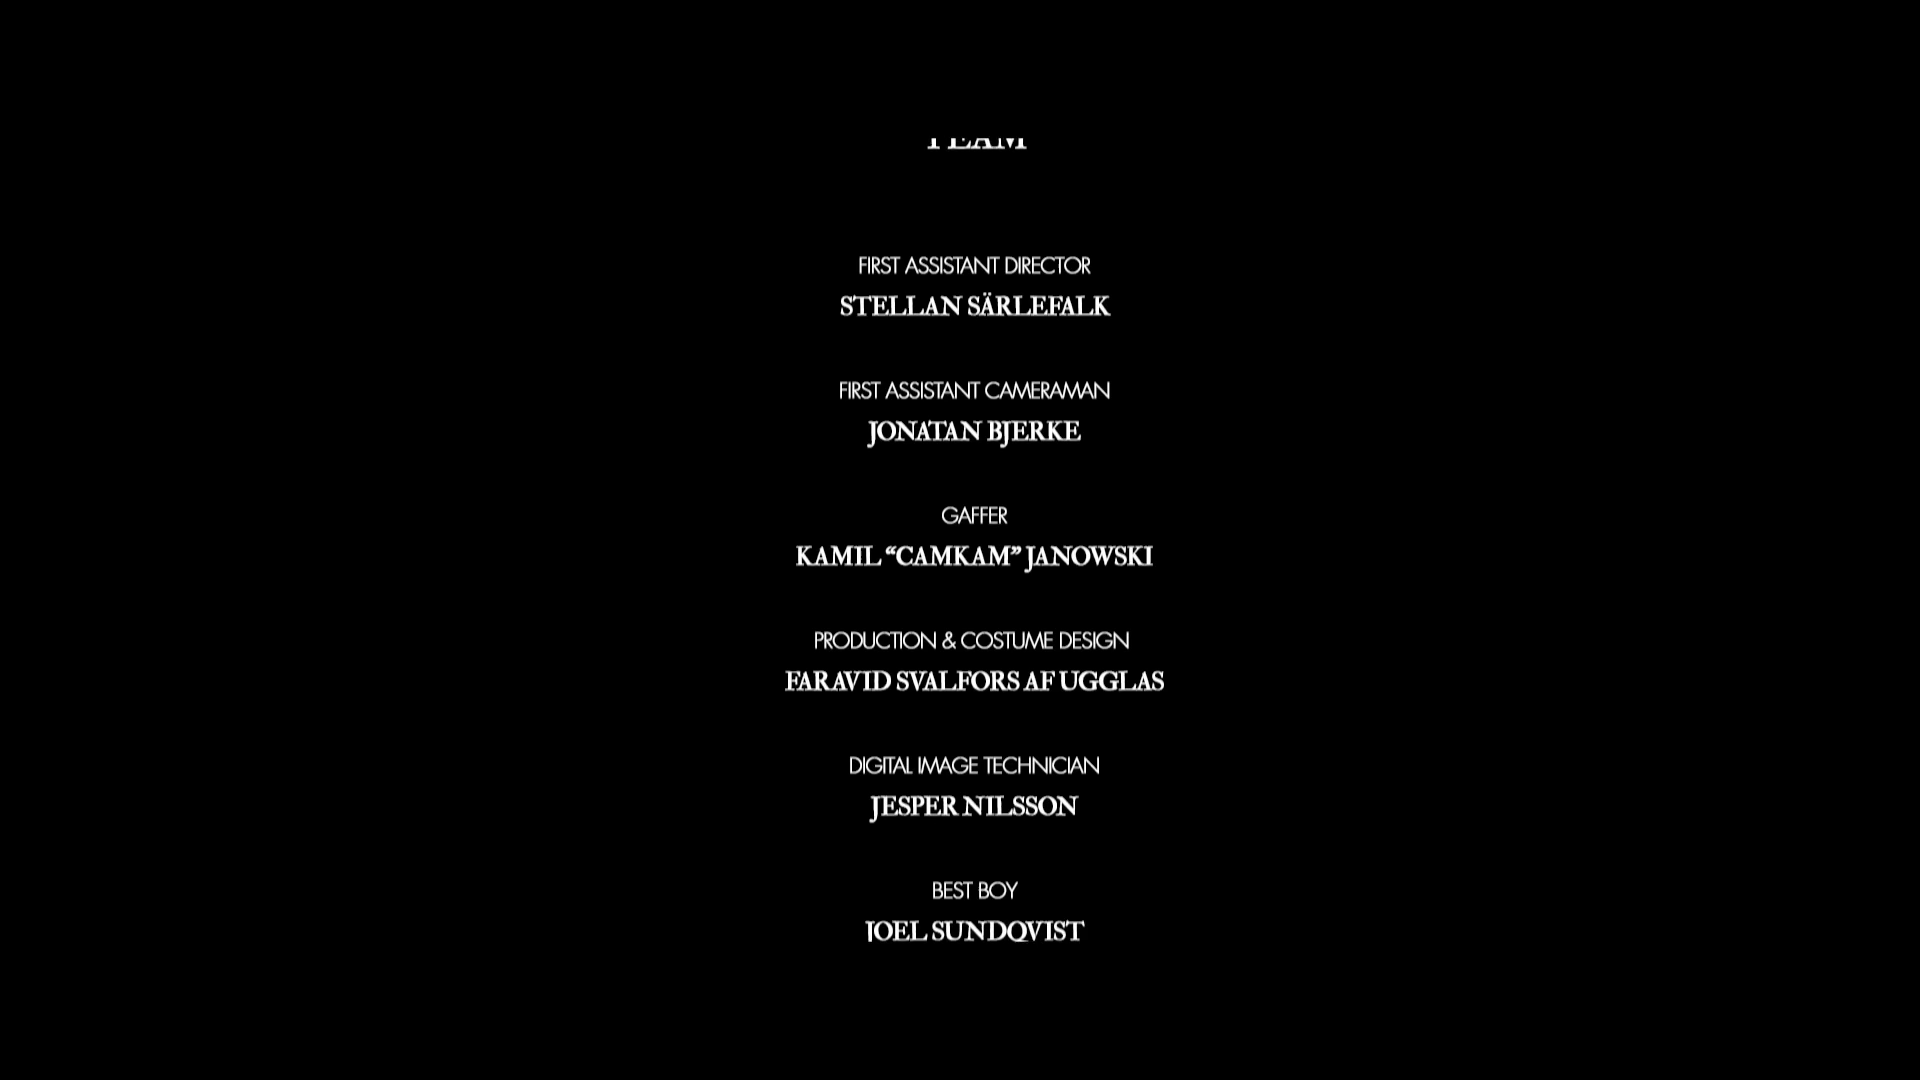 TEAM
FIRST ASSISTANT DIRECTOR
STELLAN SÄRLEFALK
FIRST ASSISTANT CAMERAMAN
JONATAN BJERKE
GAFFER
KAMIL “CAMKAM” JANOWSKI
PRODUCTION & COSTUME DESIGN
FARAVID SVALFORS AF UGGLAS
DIGITAL IMAGE TECHNICIAN
JESPER NILSSON
BEST BOY
JOEL SUNDQVIST